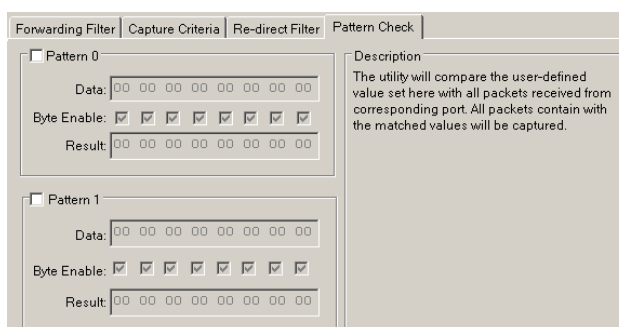 Forwarding Filter Capture Criteria Re-direct Filter Pattern Check
Pattern 0
Data: 00 00 00 00 00 00 00 00
Byte Enable:
Result: 00 00 00 00 00 00 00 00
Pattern 1
Data: 00 00 00 00 00 00 00 00
Byte Enable:
Result: 00 00 00 00 00 00 00 00
Description
The utility will compare the user-defined
value set here with all packets received from
corresponding port. All packets contain with
the matched values will be captured.